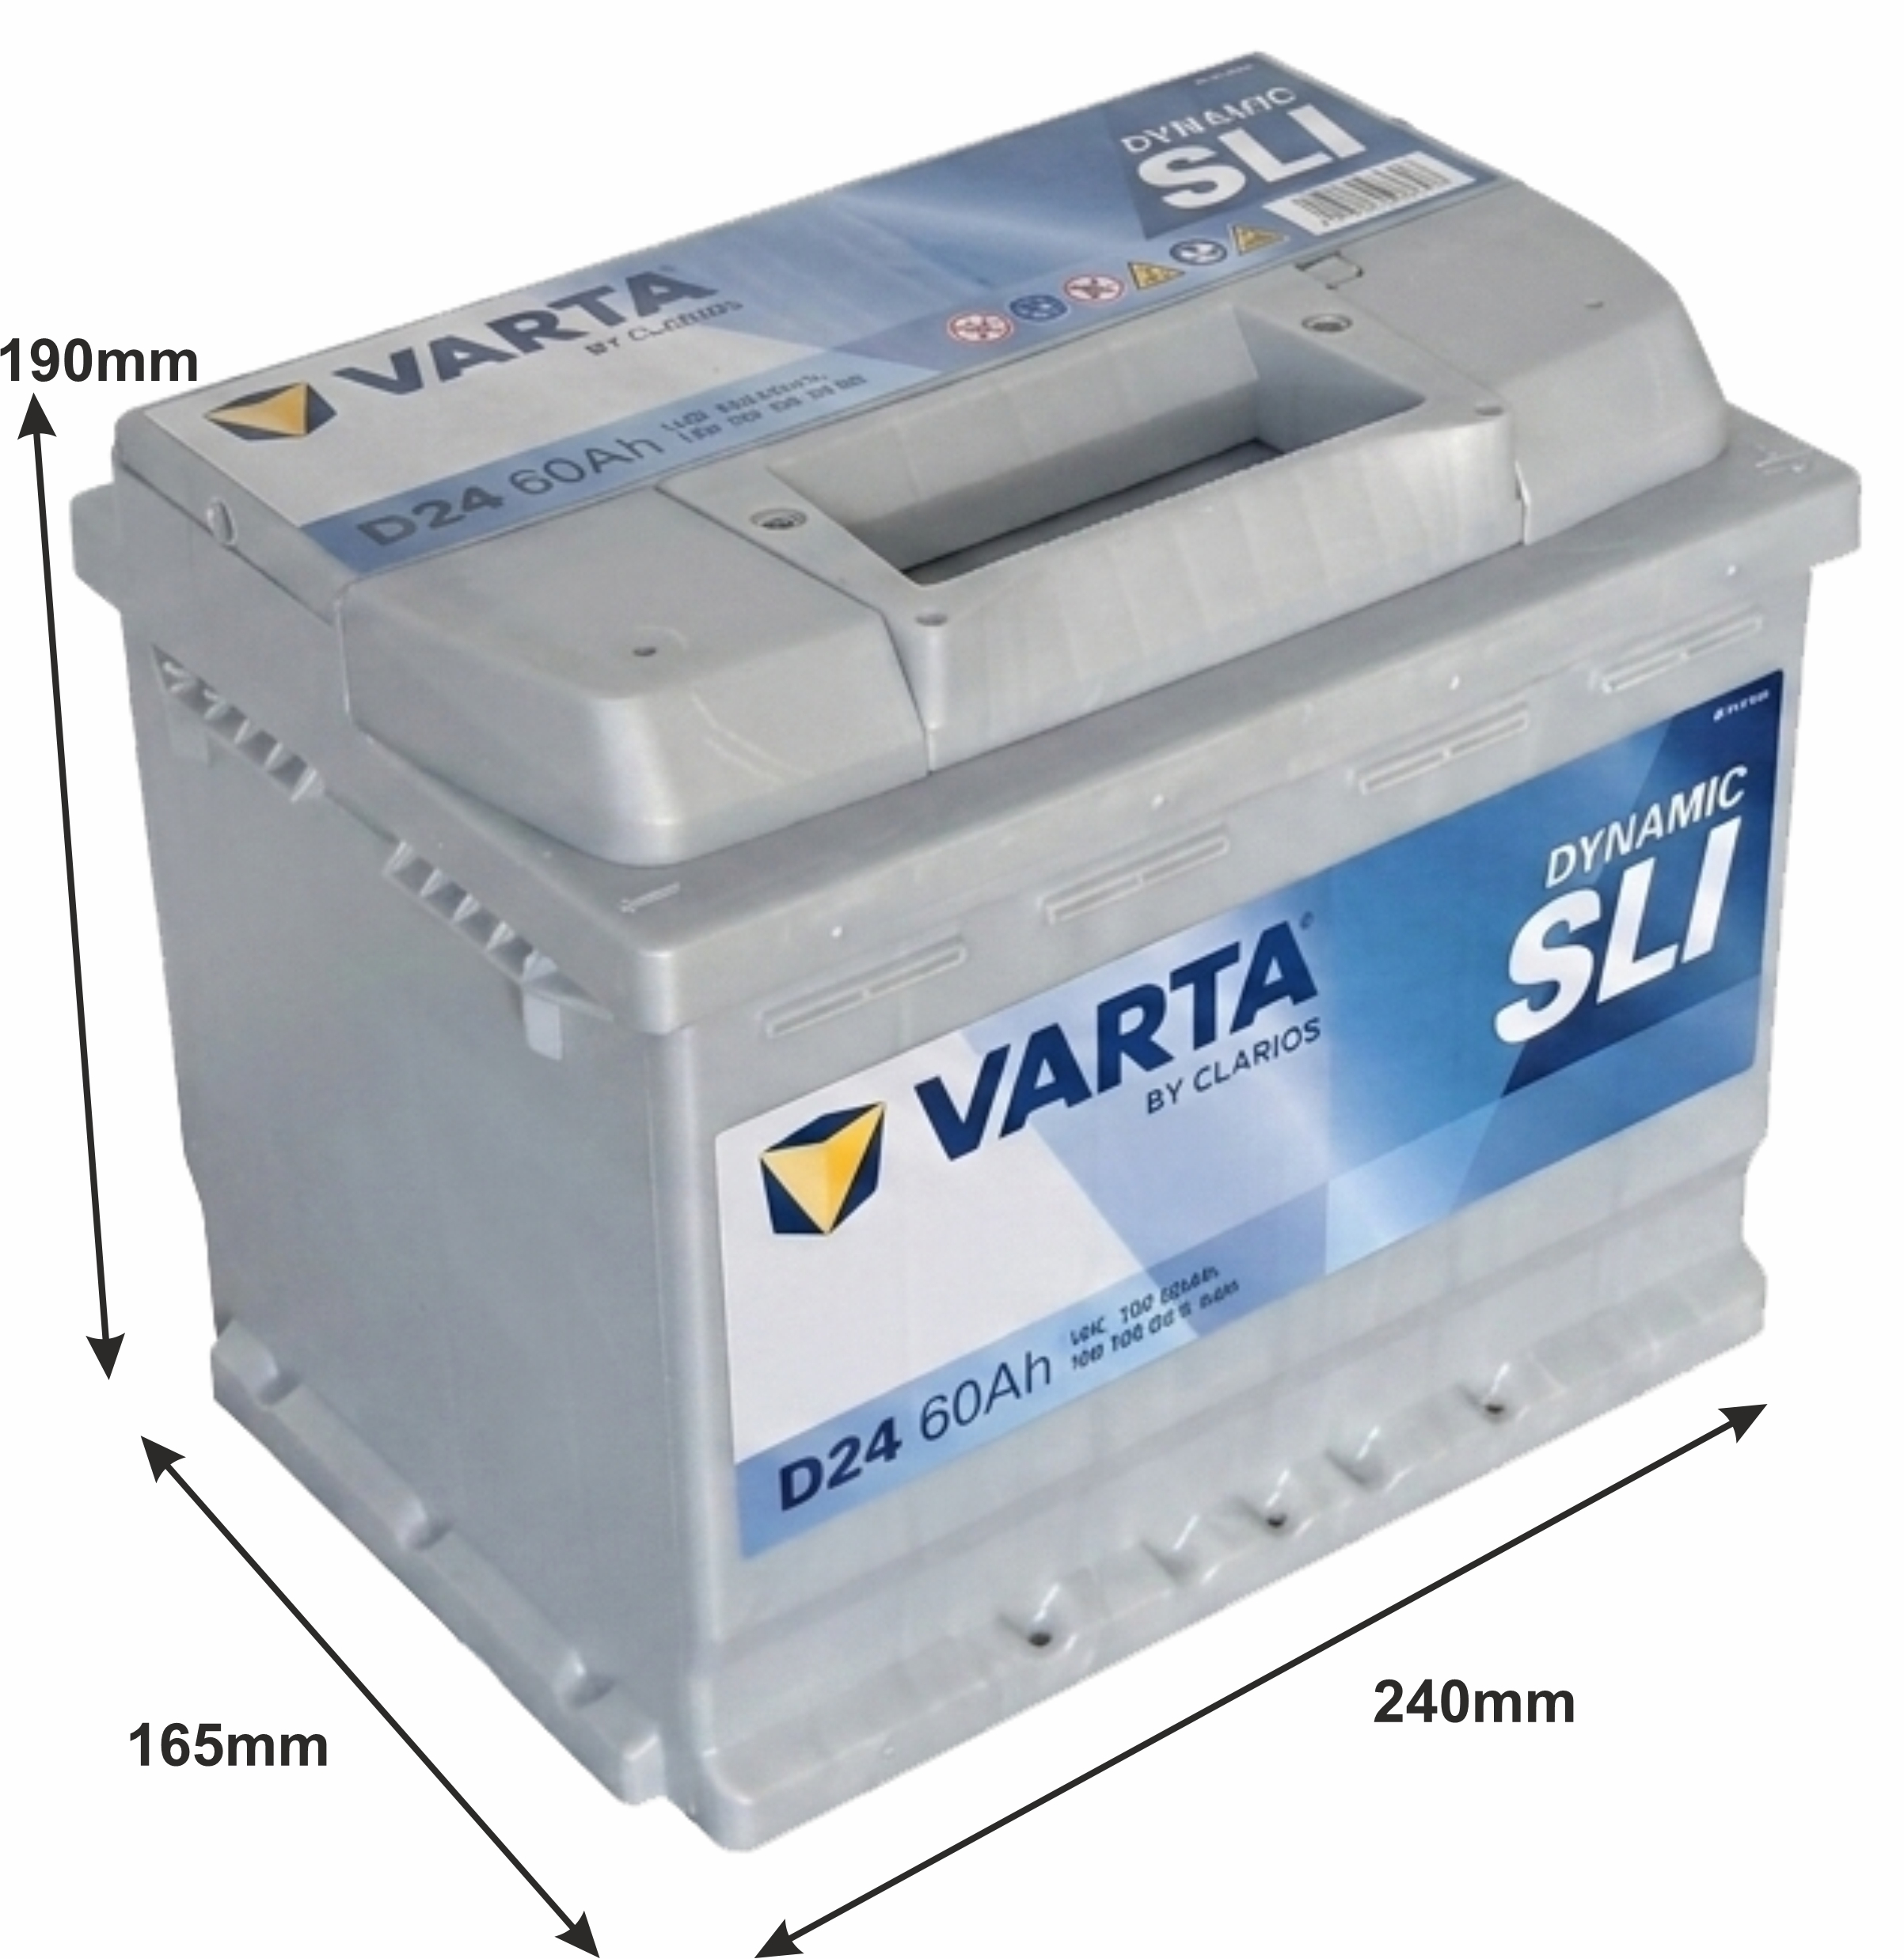 DYNAMIC
SLI
VARTA
BY CLARIOS
D24 60Ah
190mm
DYNAMIC
SLI
VARTA
BY CLARIOS
D24 60Ah
165mm
240mm